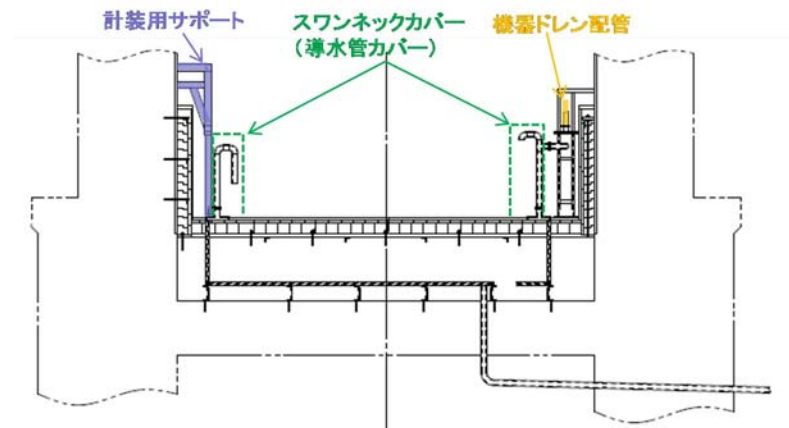 計装用サポート
スワンネックカバー
（導水管カバー）
機器ドレン配管